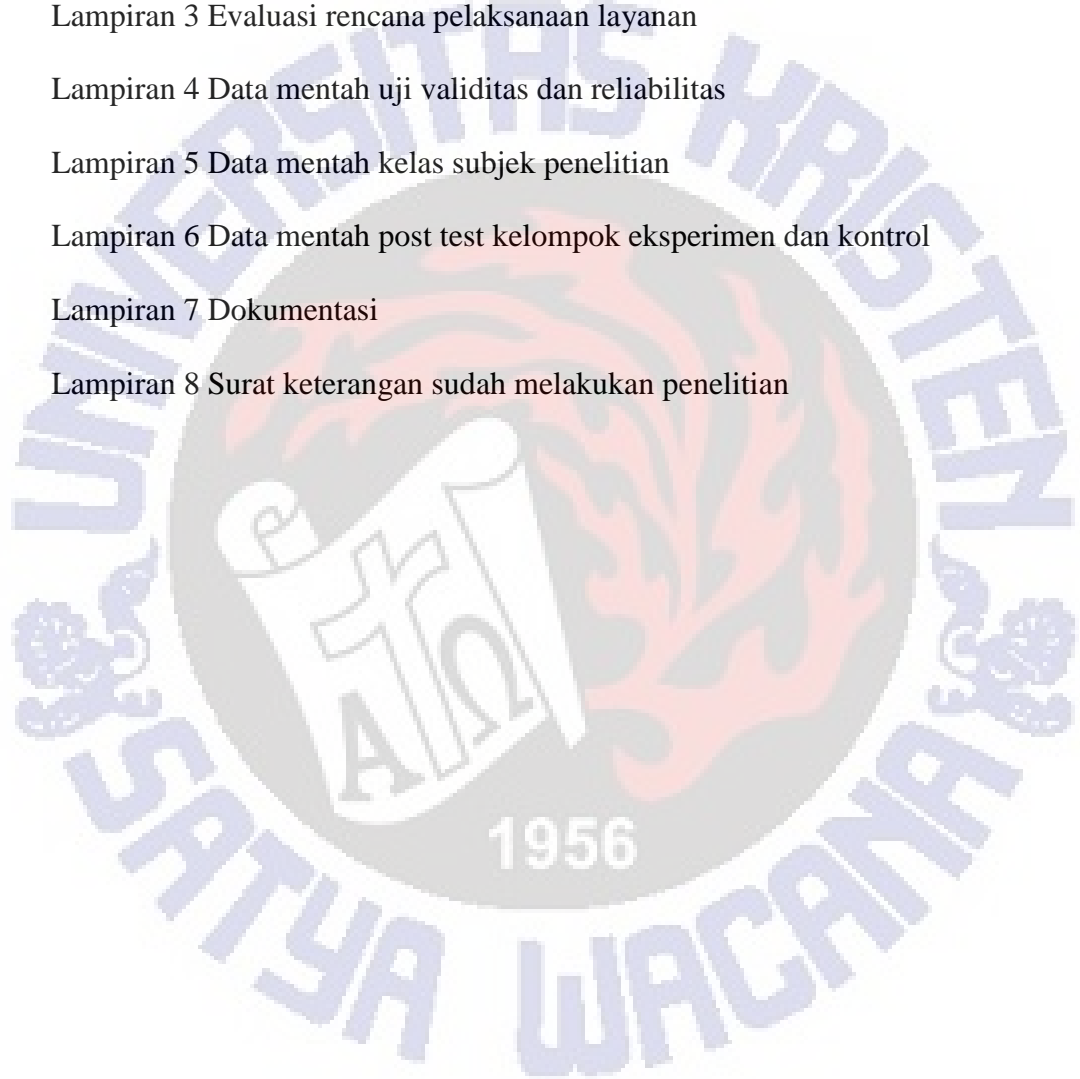 Lampiran 3 Evaluasi rencana pelaksanaan layanan
Lampiran 4 Data mentah uji validitas dan reliabilitas
Lampiran 5 Data mentah kelas subjek penelitian
Lampiran 6 Data mentah post test kelompok eksperimen dan kontrol
Lampiran 7 Dokumentasi
Lampiran 8 Surat keterangan sudah melakukan penelitian
UNIVERSITAS KRISTEN
SATYA WACANA
Α Ω
1956